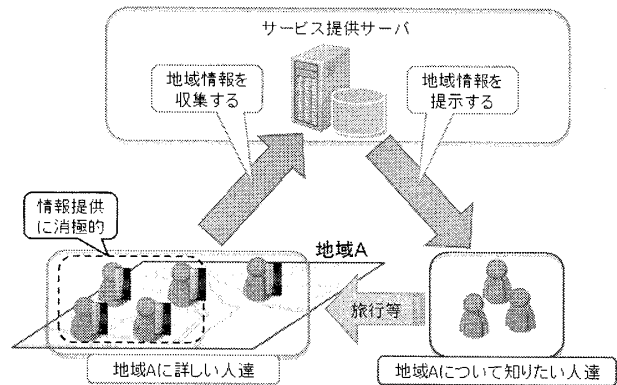 サービス提供サーバ
地域情報を
収集する
地域情報を
提示する
情報提供
に消極的
地域A
旅行等
地域Aに詳しい人達
地域Aについて知りたい人達